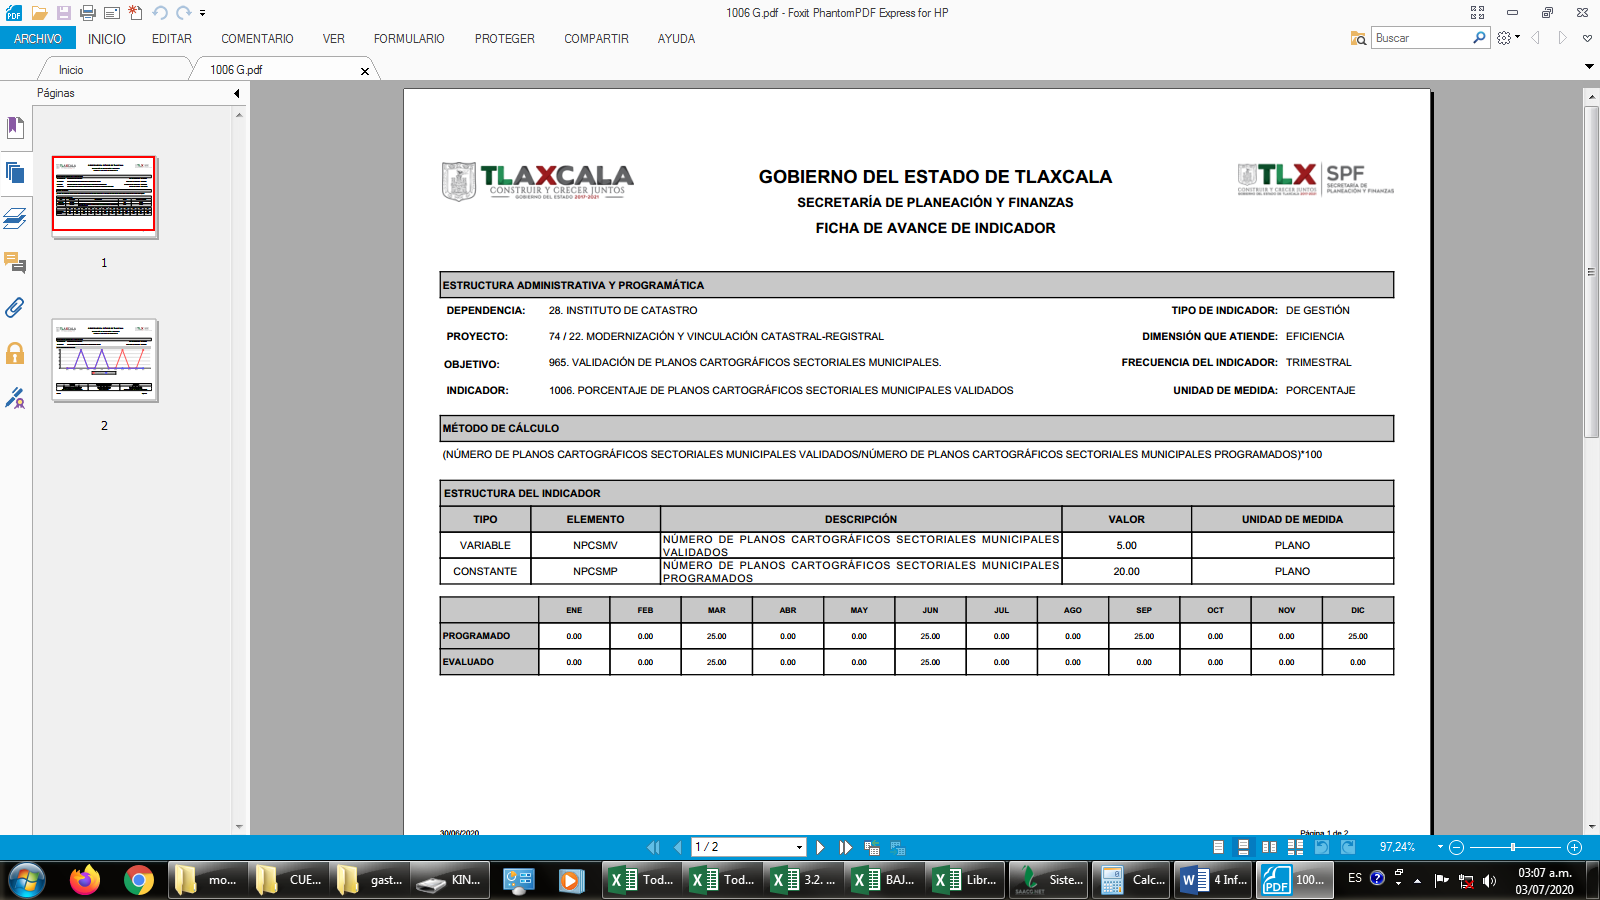 1006 G.pdf - Foxit PhantomPDF Express for HP
ARCHIVO INICIO EDITAR COMENTARIO VER FORMULARIO PROTEGER COMPARTIR AYUDA Buscar
Inicio 1006 G.pdf
Páginas
1
2
TLAXCALA
CONSTRUIR Y CRECER JUNTOS
GOBIERNO DEL ESTADO 2017-2021
GOBIERNO DEL ESTADO DE TLAXCALA
SECRETARÍA DE PLANEACIÓN Y FINANZAS
FICHA DE AVANCE DE INDICADOR
TLX
CONSTRUIR Y CRECER JUNTOS
SPF
SECRETARÍA DE
PLANEACIÓN Y FINANZAS
ESTRUCTURA ADMINISTRATIVA Y PROGRAMÁTICA
DEPENDENCIA: 28. INSTITUTO DE CATASTRO TIPO DE INDICADOR: DE GESTIÓN
PROYECTO: 74 / 22. MODERNIZACIÓN Y VINCULACIÓN CATASTRAL-REGISTRAL DIMENSIÓN QUE ATIENDE: EFICIENCIA
OBJETIVO: 965. VALIDACIÓN DE PLANOS CARTOGRÁFICOS SECTORIALES MUNICIPALES. FRECUENCIA DEL INDICADOR: TRIMESTRAL
INDICADOR: 1006. PORCENTAJE DE PLANOS CARTOGRÁFICOS SECTORIALES MUNICIPALES VALIDADOS UNIDAD DE MEDIDA: PORCENTAJE
MÉTODO DE CÁLCULO
(NÚMERO DE PLANOS CARTOGRÁFICOS SECTORIALES MUNICIPALES VALIDADOS/NÚMERO DE PLANOS CARTOGRÁFICOS SECTORIALES MUNICIPALES PROGRAMADOS)*100
ESTRUCTURA DEL INDICADOR
TIPO ELEMENTO DESCRIPCIÓN VALOR UNIDAD DE MEDIDA
VARIABLE NPCSMV NÚMERO DE PLANOS CARTOGRÁFICOS SECTORIALES MUNICIPALES VALIDADOS 5.00 PLANO
CONSTANTE NPCSMP NÚMERO DE PLANOS CARTOGRÁFICOS SECTORIALES MUNICIPALES PROGRAMADOS 20.00 PLANO
ENE FEB MAR ABR MAY JUN JUL AGO SEP OCT NOV DIC
PROGRAMADO 0.00 0.00 25.00 0.00 0.00 25.00 0.00 0.00 25.00 0.00 0.00 25.00
EVALUADO 0.00 0.00 25.00 0.00 0.00 25.00 0.00 0.00 0.00 0.00 0.00 0.00
30/06/2020 Página 1 de 2
1 / 2 97,24%
mo... CUE... gast... KIN... Tod... Tod... 3.2. ... BAJ... Libr... Siste... Calc... 4 Inf... 100... ES 03:07 a.m.
03/07/2020